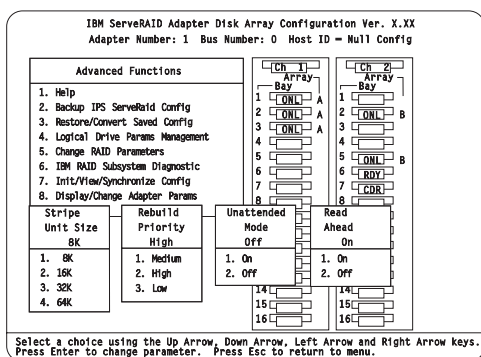 IBM ServeRAID Adapter Disk Array Configuration Ver. X.XX
Adapter Number: 1 Bus Number: 0 Host ID = Null Config
Advanced Functions
1. Help
2. Backup IPS ServeRaid Config
3. Restore/Convert Saved Config
4. Logical Drive Params Management
5. Change RAID Parameters
6. IBM RAID Subsystem Diagnostic
7. Init/View/Synchronize Config
8. Display/Change Adapter Params
Ch 1
Array
Bay
1 ONL A
2 ONL A
3 ONL A
4
5
6
7
8
Ch 2
Array
Bay
1
2 ONL B
3
4
5 ONL B
6 RDY
7 CDR
8
Stripe
Unit Size
8K
1. 8K
2. 16K
3. 32K
4. 64K
Rebuild
Priority
High
1. Medium
2. High
3. Low
Unattended
Mode
Off
1. On
2. Off
Read
Ahead
On
1. On
2. Off
14
15
16
14
15
16
Select a choice using the Up Arrow, Down Arrow, Left Arrow and Right Arrow keys.
Press Enter to change parameter. Press Esc to return to menu.